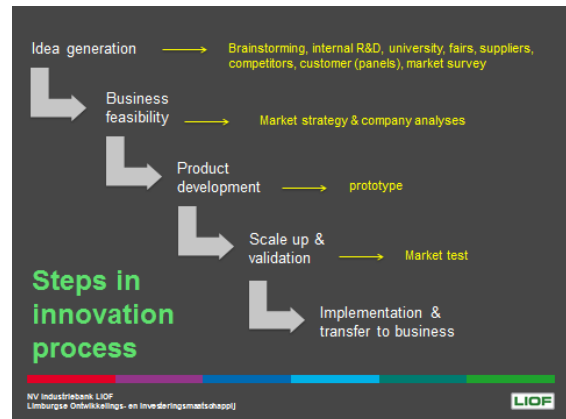 Idea generation
Brainstorming, internal R&D, university, fairs, suppliers,
competitors, customer (panels), market survey
Business
feasibility
Market strategy & company analyses
Product
development
prototype
Scale up &
validation
Market test
Steps in
innovation
process
Implementation &
transfer to business
NV Industriebank LIOF
Limburgse Ontwikkelings- en Investeringsmaatschappij
LIOF